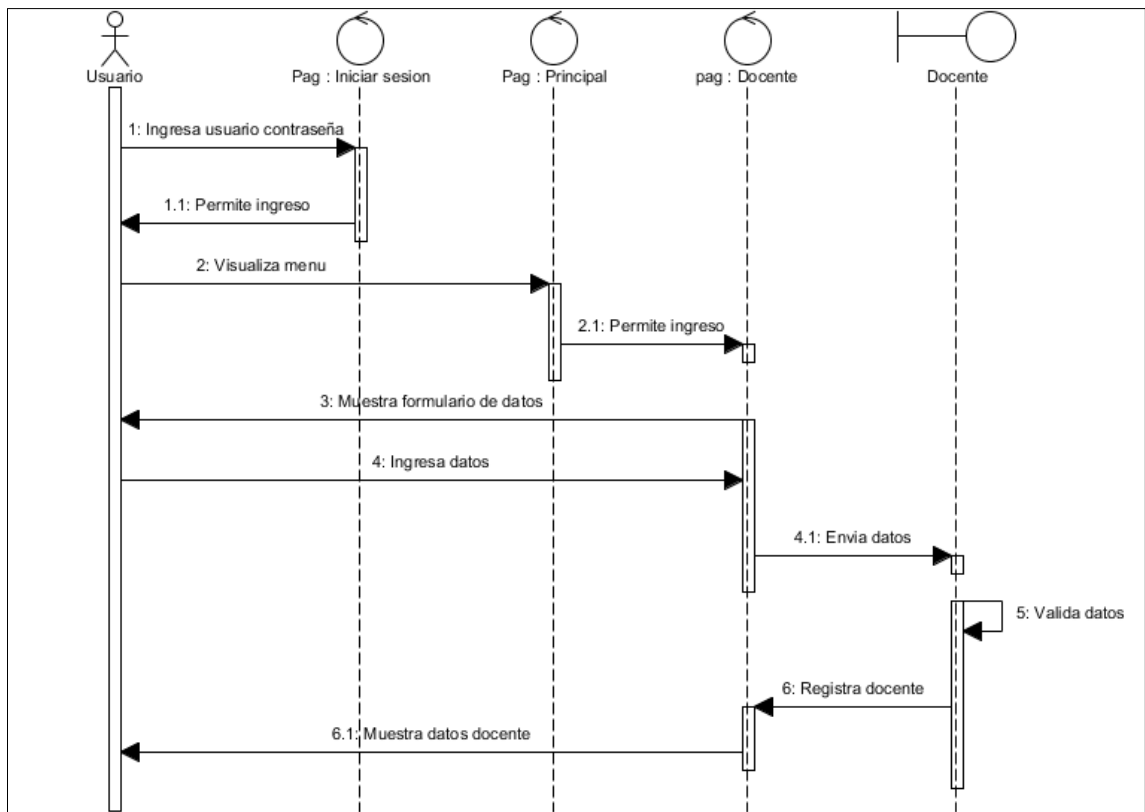 Usuario
Pag : Iniciar sesion
Pag : Principal
pag : Docente
Docente
1: Ingresa usuario contraseña
1.1: Permite ingreso
2: Visualiza menu
2.1: Permite ingreso
3: Muestra formulario de datos
4: Ingresa datos
4.1: Envia datos
5: Valida datos
6: Registra docente
6.1: Muestra datos docente